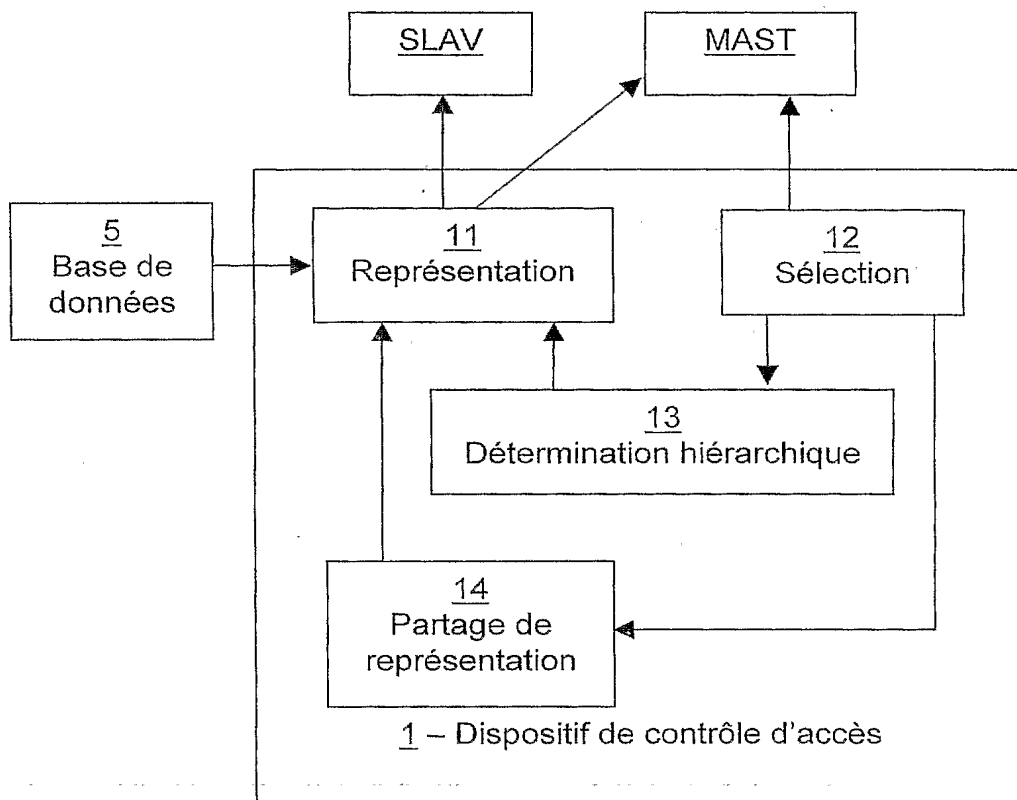 SLAV
MAST
5
Base de
données
11
Représentation
12
Sélection
13
Détermination hiérarchique
14
Partage de
représentation
1 – Dispositif de contrôle d'accès